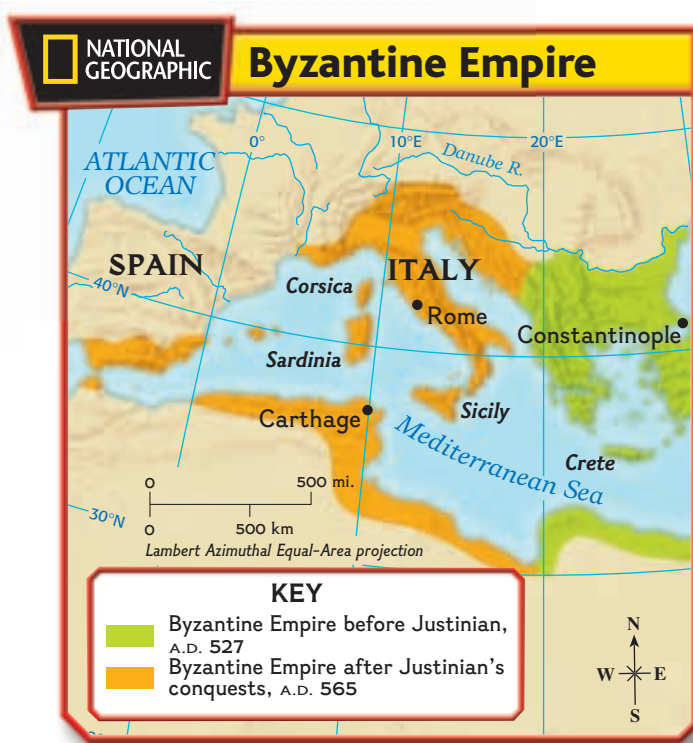 NATIONAL
GEOGRAPHIC
Byzantine Empire
0°
10°E
20°E
ATLANTIC
OCEAN
Danube R.
SPAIN
ITALY
40°N
Corsica
Rome
Constantinople
Sardinia
Carthage
Sicily
Mediterranean Sea
Crete
0
500 mi.
0
500 km
30°N
Lambert Azimuthal Equal-Area projection
KEY
Byzantine Empire before Justinian,
A.D. 527
Byzantine Empire after Justinian's
conquests, A.D. 565
N
W
E
S